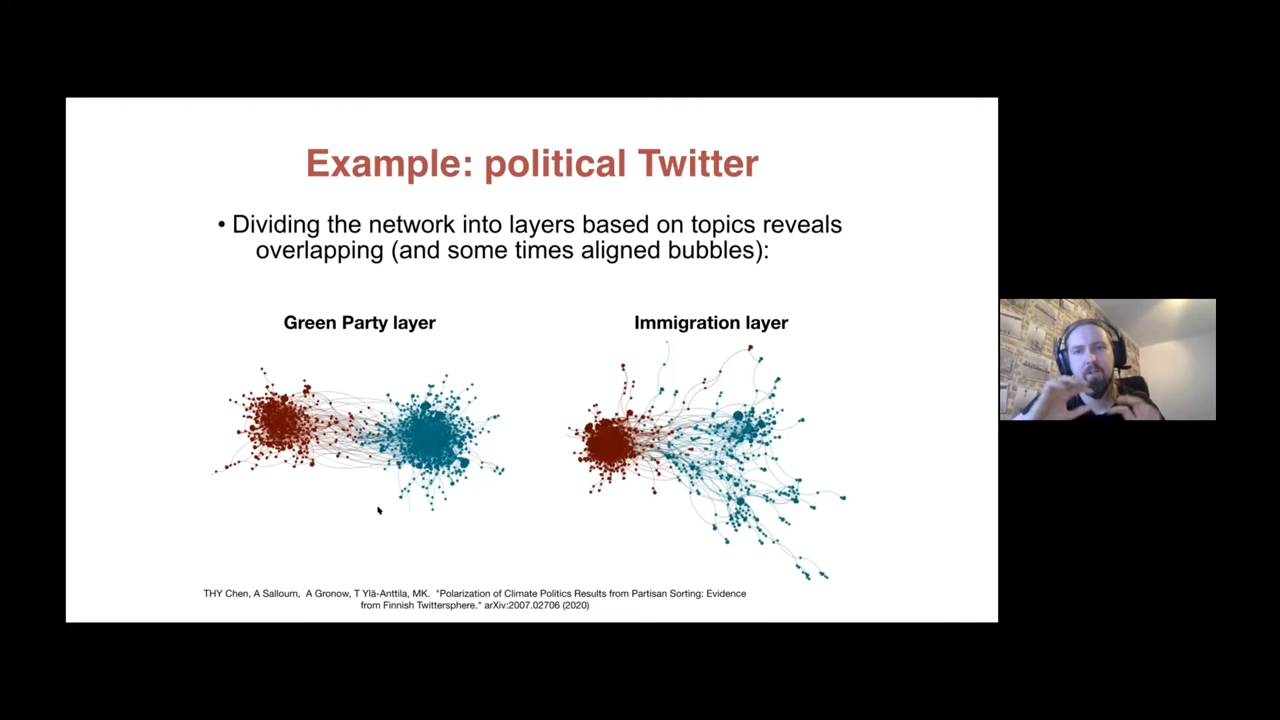 Example: political Twitter
• Dividing the network into layers based on topics reveals
overlapping (and some times aligned bubbles):
Green Party layer
Immigration layer
THY Chen, A Salloum, A Gronow, T Ylä-Anttila, MK. "Polarization of Climate Politics Results from Partisan Sorting: Evidence
from Finnish Twittersphere." arXiv:2007.02706 (2020)